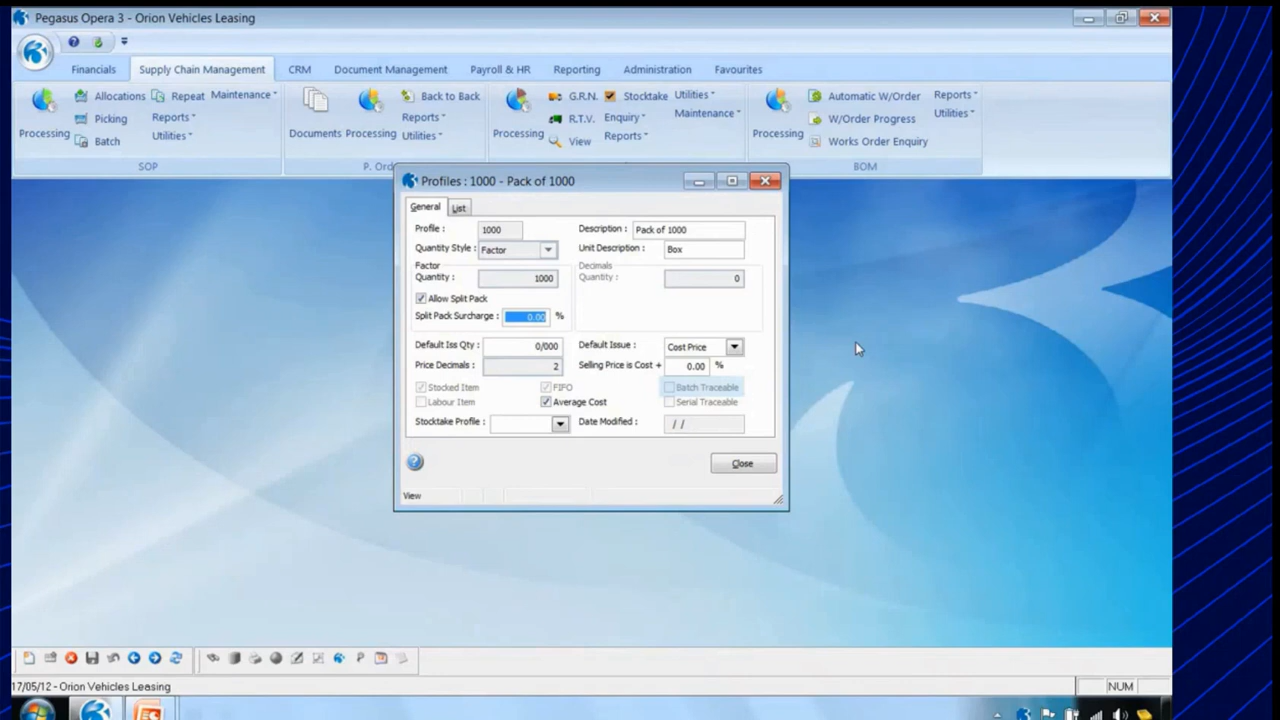 Pegasus Opera 3 - Orion Vehicles Leasing
Financials Supply Chain Management CRM Document Management Payroll & HR Reporting Administration Favourites
Processing Allocations Repeat Maintenance
Picking Reports
Batch Utilities
SOP
Documents Processing Back to Back
Reports
Utilities
P. Ord
Processing G.R.N. Stocktake Utilities
R.T.V. Enquiry Maintenance
View Reports
Processing Automatic W/Order Reports
W/Order Progress Utilities
Works Order Enquiry
BOM
Profiles : 1000 - Pack of 1000
General List
Profile : 1000 Description : Pack of 1000
Quantity Style : Factor Unit Description : Box
Factor Decimals
Quantity : 1000 Quantity : 0
Allow Split Pack
Split Pack Surcharge : 0.00 %
Default Iss Qty : 0/000 Default Issue : Cost Price
Price Decimals : 2 Selling Price is Cost + 0.00 %
Stocked Item FIFO Batch Traceable
Labour Item Average Cost Serial Traceable
Stocktake Profile : Date Modified : / /
Close
View
17/05/12 - Orion Vehicles Leasing NUM